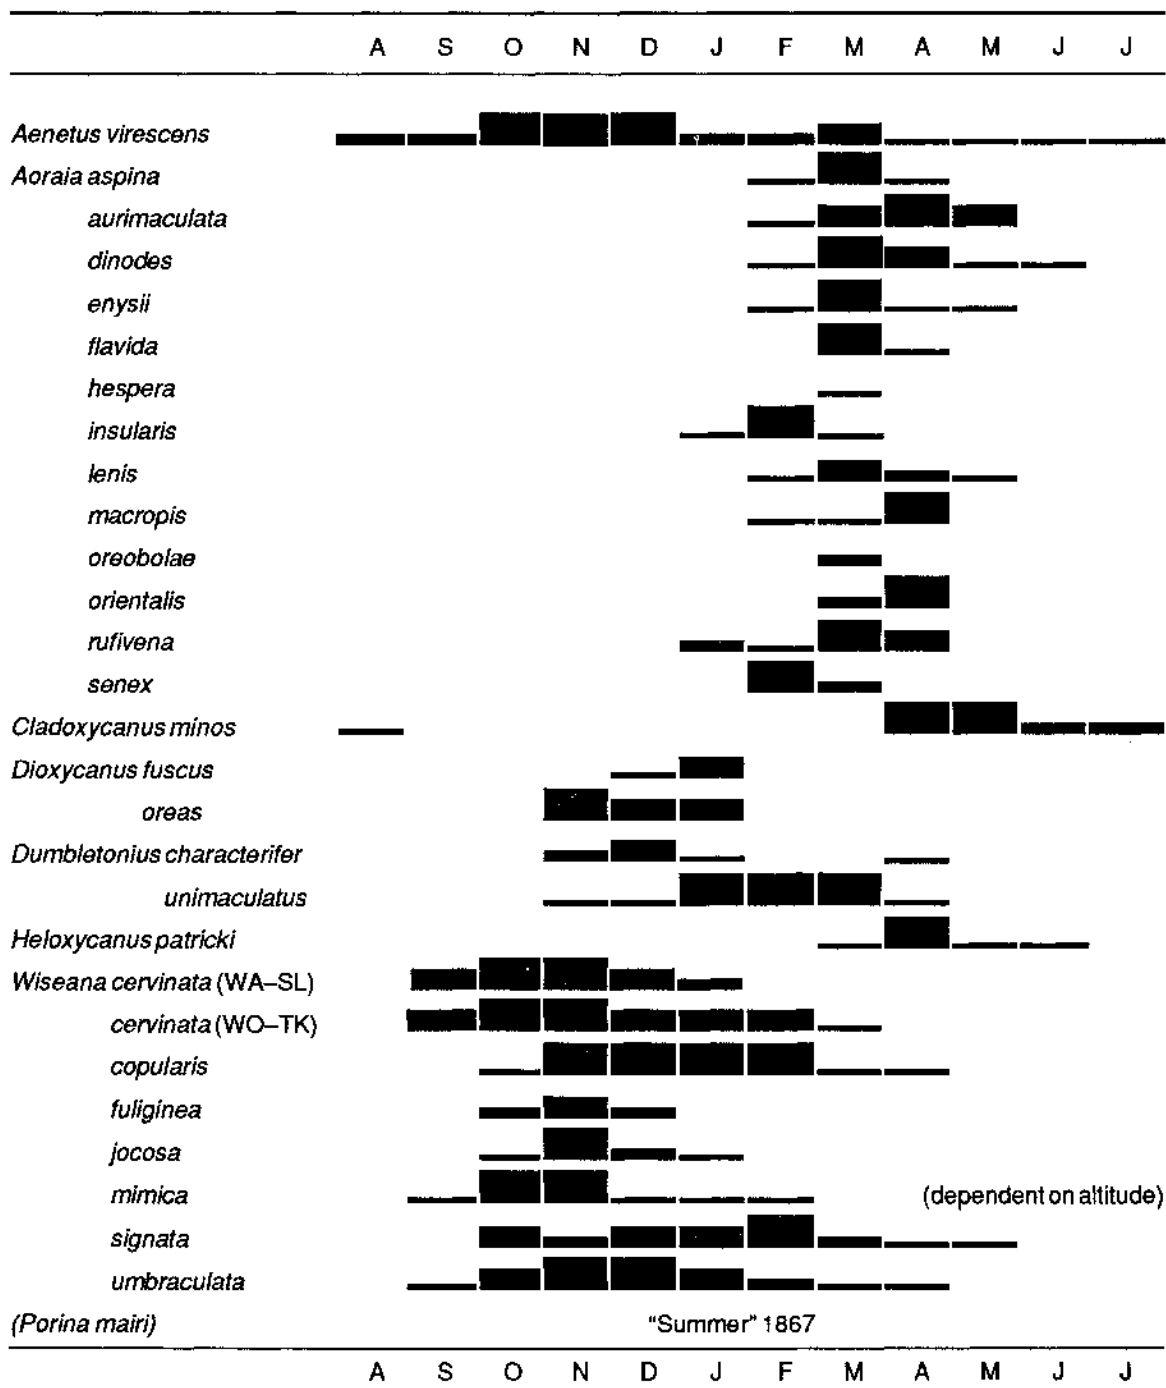 A S O N D J F M A M J J
Aenetus virescens
Aoraia aspina
aurimaculata
dinodes
enysii
flavida
hespera
insularis
lenis
macropis
oreobolae
orientalis
rufivena
senex
Cladoxycanus minos
Dioxycanus fuscus
oreas
Dumbletonius characterifer
unimaculatus
Heloxycanus patricki
Wiseana cervinata (WA–SL)
cervinata (WO–TK)
copularis
fuliginea
jocosa
mimica (dependent on altitude)
signata
umbraculata
(Porina mairi) "Summer" 1867
A S O N D J F M A M J J